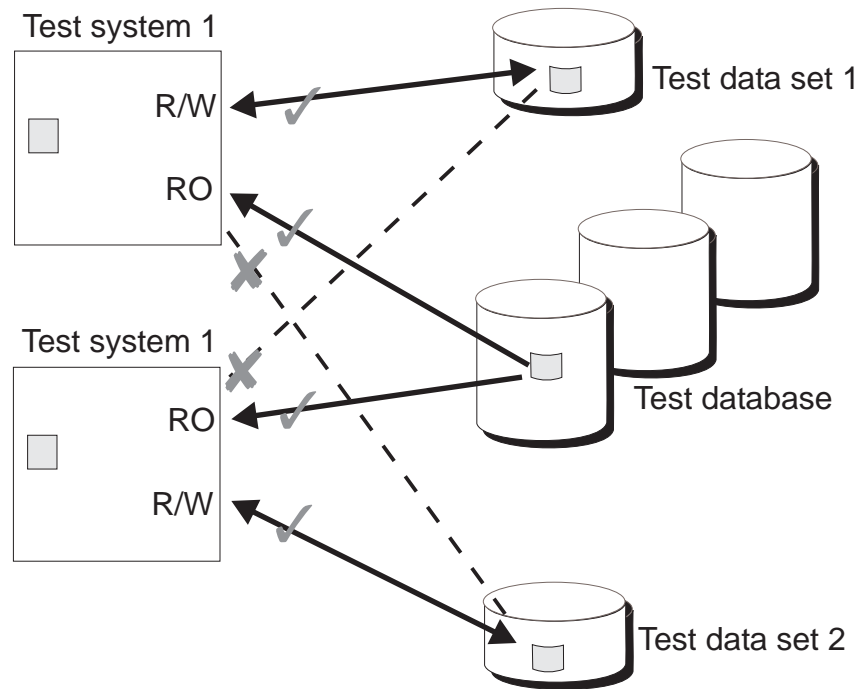 Test system 1
R/W
RO
Test data set 1
Test system 1
RO
R/W
Test database
Test data set 2